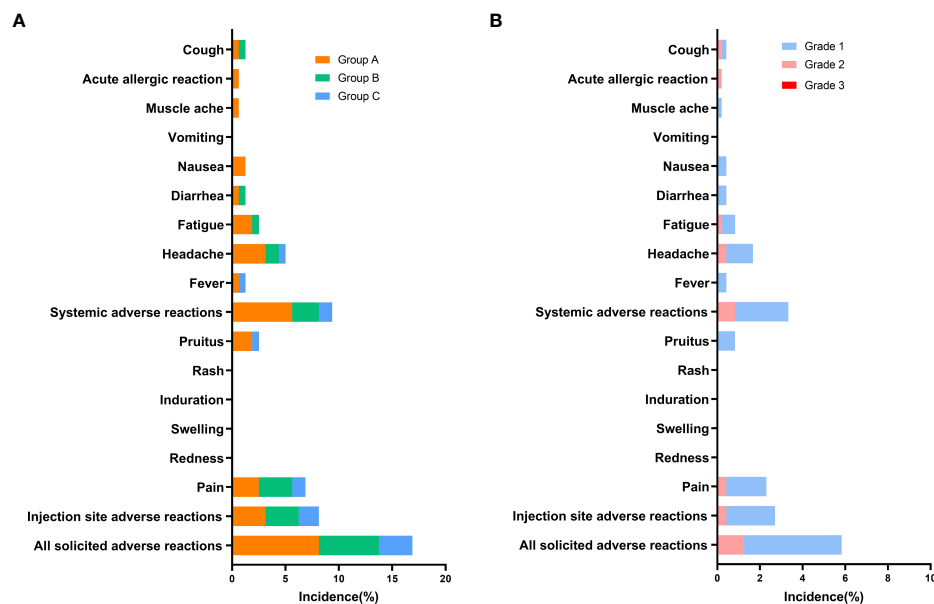 A
Cough
Acute allergic reaction
Muscle ache
Vomiting
Nausea
Diarrhea
Fatigue
Headache
Fever
Systemic adverse reactions
Pruitus
Rash
Induration
Swelling
Redness
Pain
Injection site adverse reactions
All solicited adverse reactions
Group A
Group B
Group C
0 5 10 15 20
Incidence(%)
B
Cough
Acute allergic reaction
Muscle ache
Vomiting
Nausea
Diarrhea
Fatigue
Headache
Fever
Systemic adverse reactions
Pruitus
Rash
Induration
Swelling
Redness
Pain
Injection site adverse reactions
All solicited adverse reactions
Grade 1
Grade 2
Grade 3
0 2 4 6 8 10
Incidence(%)